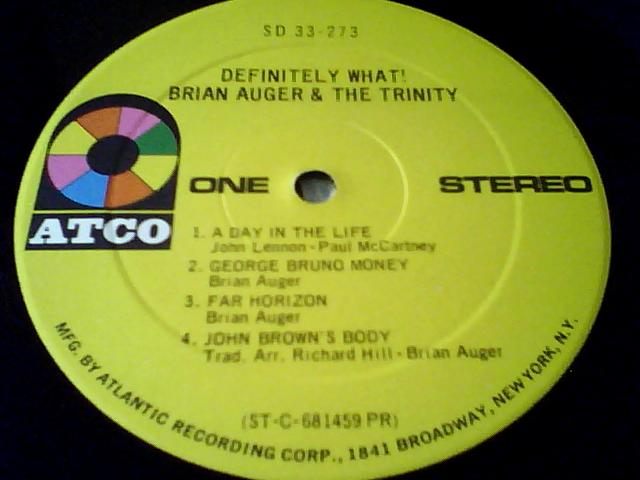 SD 33-273
DEFINITELY WHAT!
BRIAN AUGER & THE TRINITY
ONE STEREO
ATCO
1. A DAY IN THE LIFE
John Lennon - Paul McCartney
2. GEORGE BRUNO MONEY
Brian Auger
3. FAR HORIZON
Brian Auger
4. JOHN BROWN'S BODY
Trad. Arr. Richard Hill - Brian Auger
(ST-C-681459 PR)
MFG. BY ATLANTIC RECORDING CORP., 1841 BROADWAY, NEW YORK, N.Y.